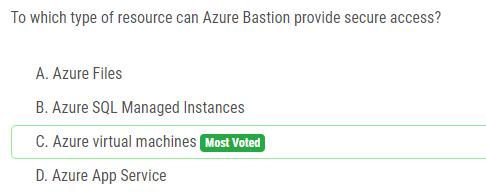 To which type of resource can Azure Bastion provide secure access?
A. Azure Files
B. Azure SQL Managed Instances
C. Azure virtual machines Most Voted
D. Azure App Service